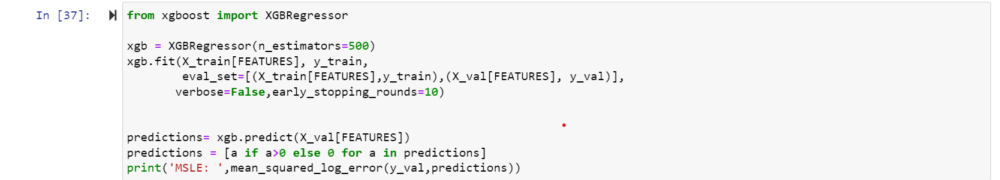 In [37]: from xgboost import XGBRegressor
xgb = XGBRegressor(n_estimators=500)
xgb.fit(X_train[FEATURES], y_train,
        eval_set=[(X_train[FEATURES],y_train),(X_val[FEATURES], y_val)],
       verbose=False,early_stopping_rounds=10)
predictions= xgb.predict(X_val[FEATURES])
predictions = [a if a>0 else 0 for a in predictions]
print('MSLE: ',mean_squared_log_error(y_val,predictions))